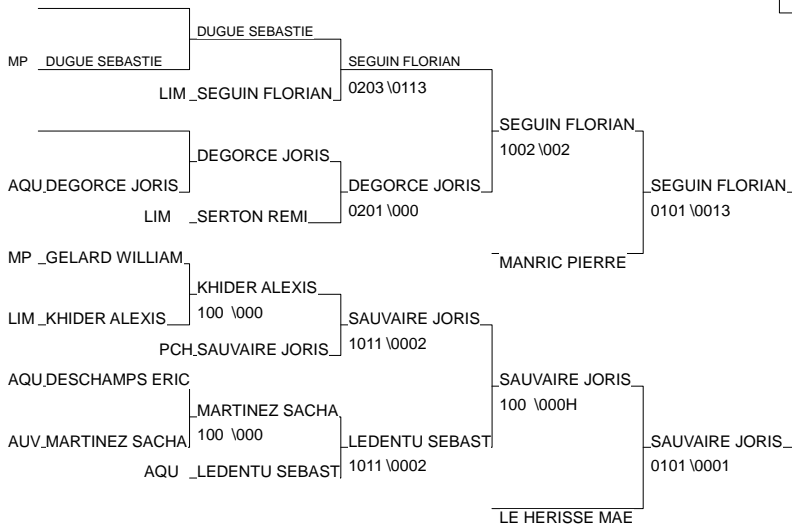 DUGUE SEBASTIE
MP DUGUE SEBASTIE SEGUIN FLORIAN
LIM SEGUIN FLORIAN 0203 \0113
SEGUIN FLORIAN
1002 \002
DEGORCE JORIS
AQU DEGORCE JORIS DEGORCE JORIS SEGUIN FLORIAN
0201 \000 0101 \0013
LIM SERTON REMI
MP GELARD WILLIAM MANRIC PIERRE
KHIDER ALEXIS
100 \000
LIM KHIDER ALEXIS SAUVAIRE JORIS
1011 \0002
PCH SAUVAIRE JORIS
AQU DESCHAMPS ERIC SAUVAIRE JORIS
100 \000H
MARTINEZ SACHA
100 \000
AUV MARTINEZ SACHA LEDENTU SEBAST SAUVAIRE JORIS
1011 \0002 0101 \0001
AQU LEDENTU SEBAST
LE HERISSE MAE